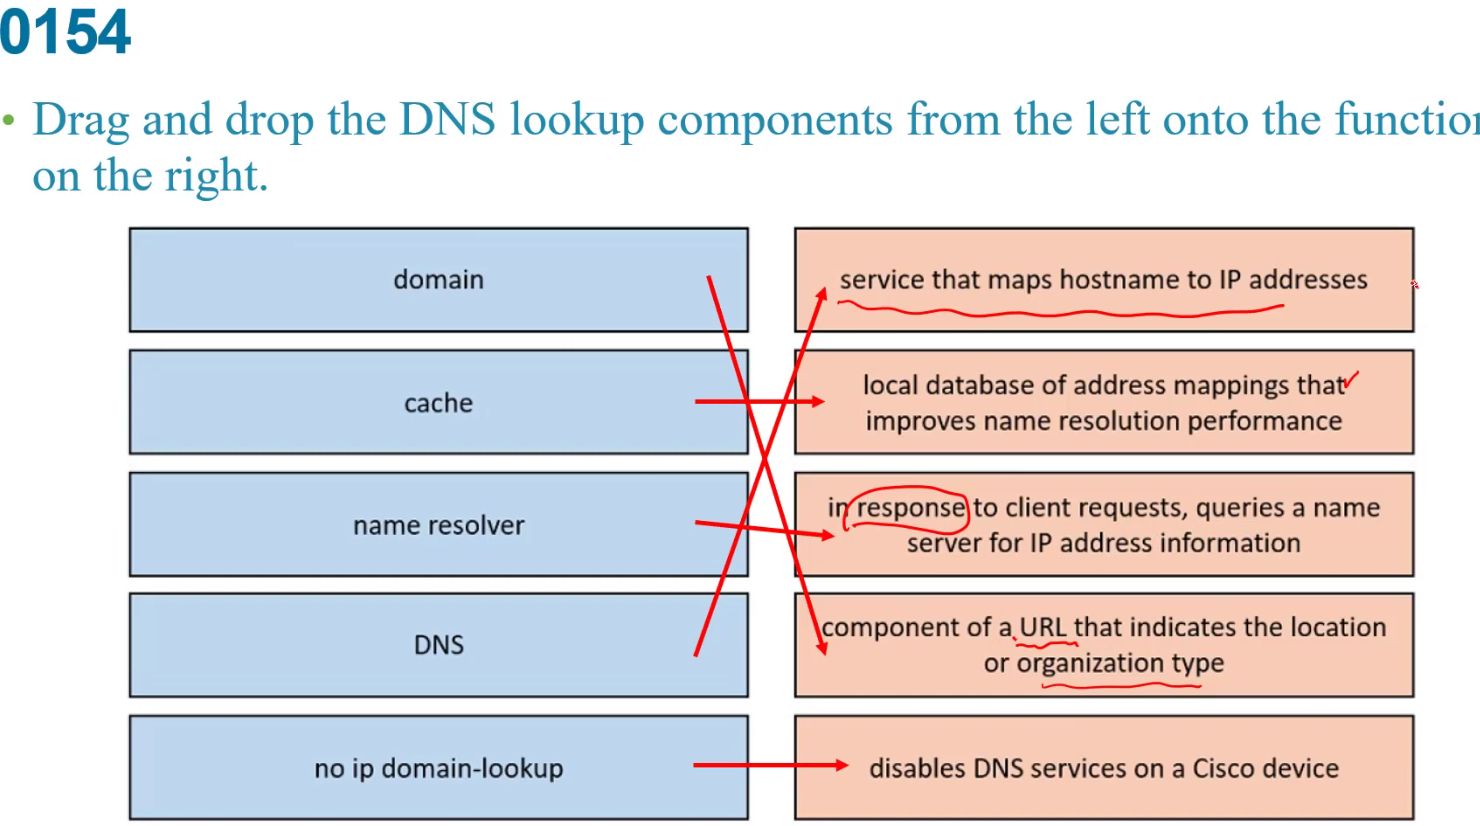 0154
• Drag and drop the DNS lookup components from the left onto the function
on the right.
domain
service that maps hostname to IP addresses
cache
local database of address mappings that
improves name resolution performance
name resolver
in response to client requests, queries a name
server for IP address information
DNS
component of a URL that indicates the location
or organization type
no ip domain-lookup
disables DNS services on a Cisco device